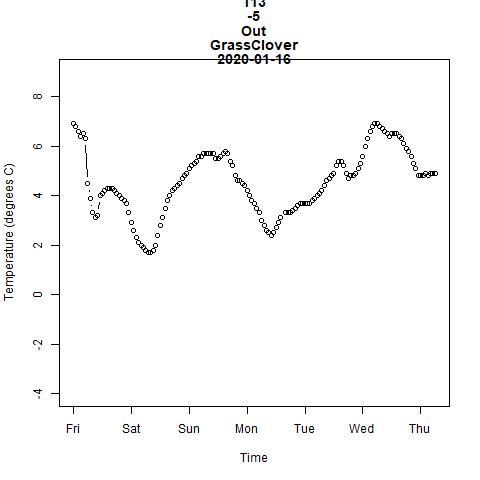 113
-5
Out
GrassClover
2020-01-16
Temperature (degrees C)
8
6
4
2
0
-2
-4
Fri
Sat
Sun
Mon
Tue
Wed
Thu
Time